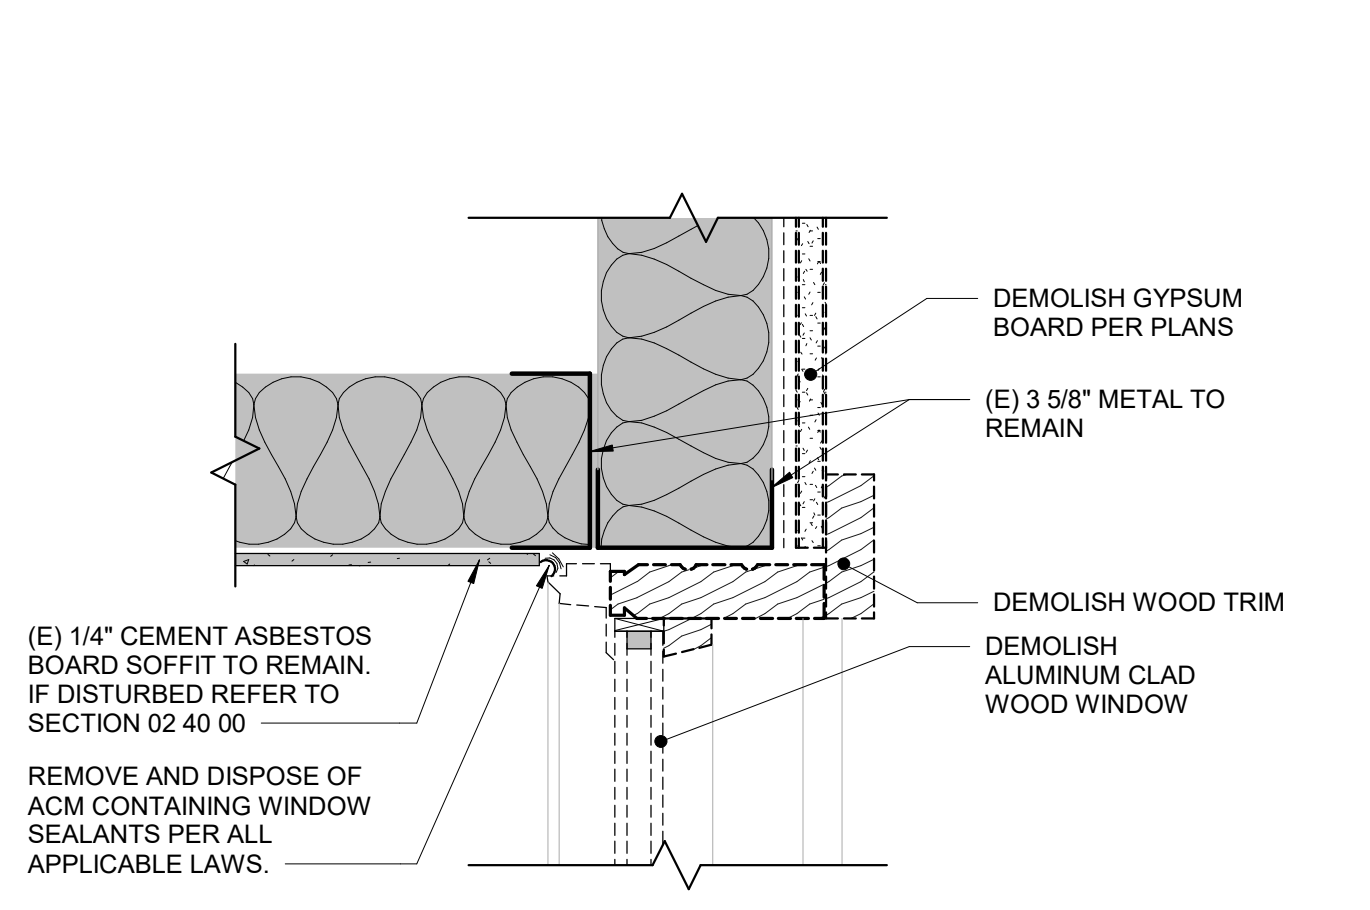 DEMOLISH GYPSUM
BOARD PER PLANS
(E) 3 5/8" METAL TO
REMAIN
DEMOLISH WOOD TRIM
DEMOLISH
ALUMINUM CLAD
WOOD WINDOW
(E) 1/4" CEMENT ASBESTOS
BOARD SOFFIT TO REMAIN.
IF DISTURBED REFER TO
SECTION 02 40 00
REMOVE AND DISPOSE OF
ACM CONTAINING WINDOW
SEALANTS PER ALL
APPLICABLE LAWS.